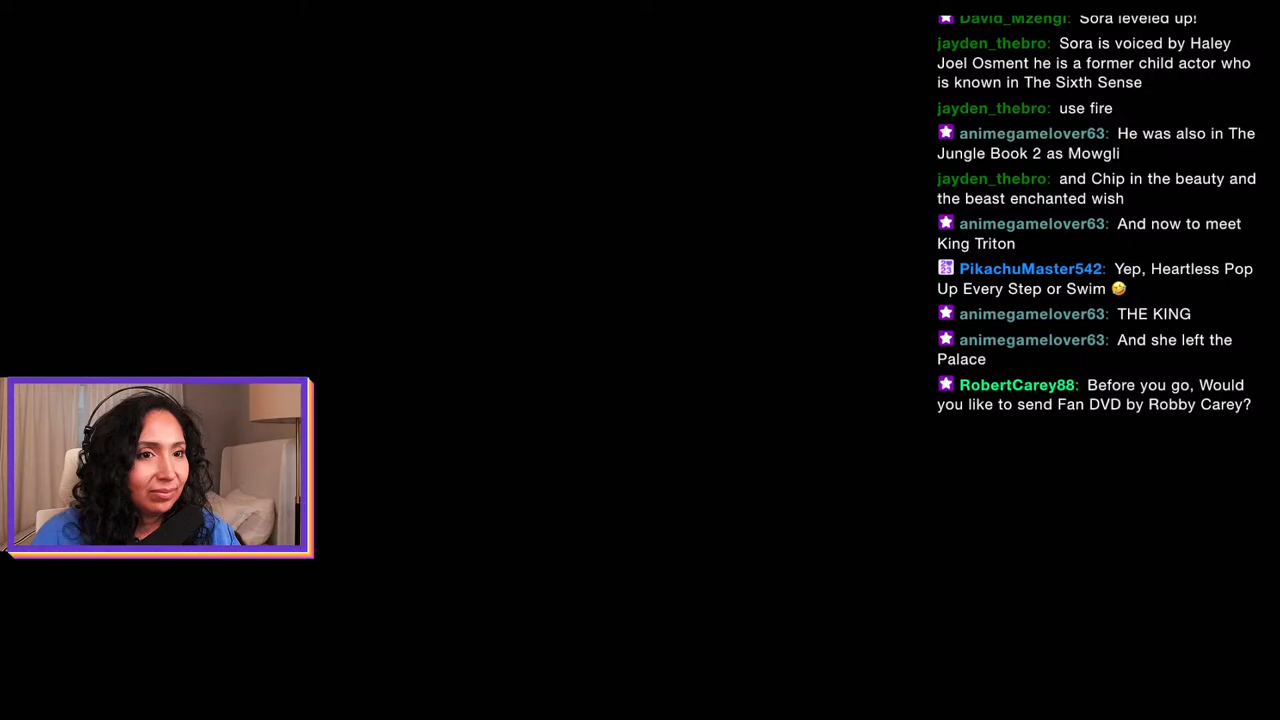 David_Mzengi: Sora leveled up!
jayden_thebro: Sora is voiced by Haley
Joel Osment he is a former child actor who
is known in The Sixth Sense
jayden_thebro: use fire
animegamelover63: He was also in The
Jungle Book 2 as Mowgli
jayden_thebro: and Chip in the beauty and
the beast enchanted wish
animegamelover63: And now to meet
King Triton
PikachuMaster542: Yep, Heartless Pop
Up Every Step or Swim 🤣
animegamelover63: THE KING
animegamelover63: And she left the
Palace
RobertCarey88: Before you go, Would
you like to send Fan DVD by Robby Carey?